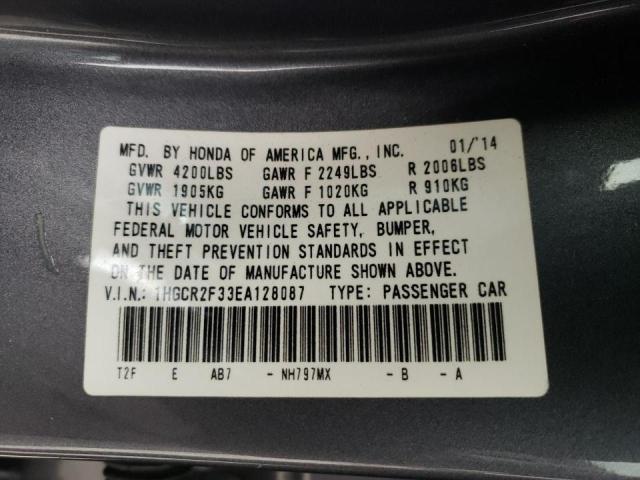 MFD. BY HONDA OF AMERICA MFG., INC. 01/'14
GVWR 4200LBS GAWR F 2249LBS R 2006LBS
GVWR 1905KG GAWR F 1020KG R 910KG
THIS VEHICLE CONFORMS TO ALL APPLICABLE
FEDERAL MOTOR VEHICLE SAFETY, BUMPER,
AND THEFT PREVENTION STANDARDS IN EFFECT
ON THE DATE OF MANUFACTURE SHOWN ABOVE.
V.I.N.: 1HGCR2F33EA128087 TYPE: PASSENGER CAR
T2F E AB7 - NH797MX - B - A